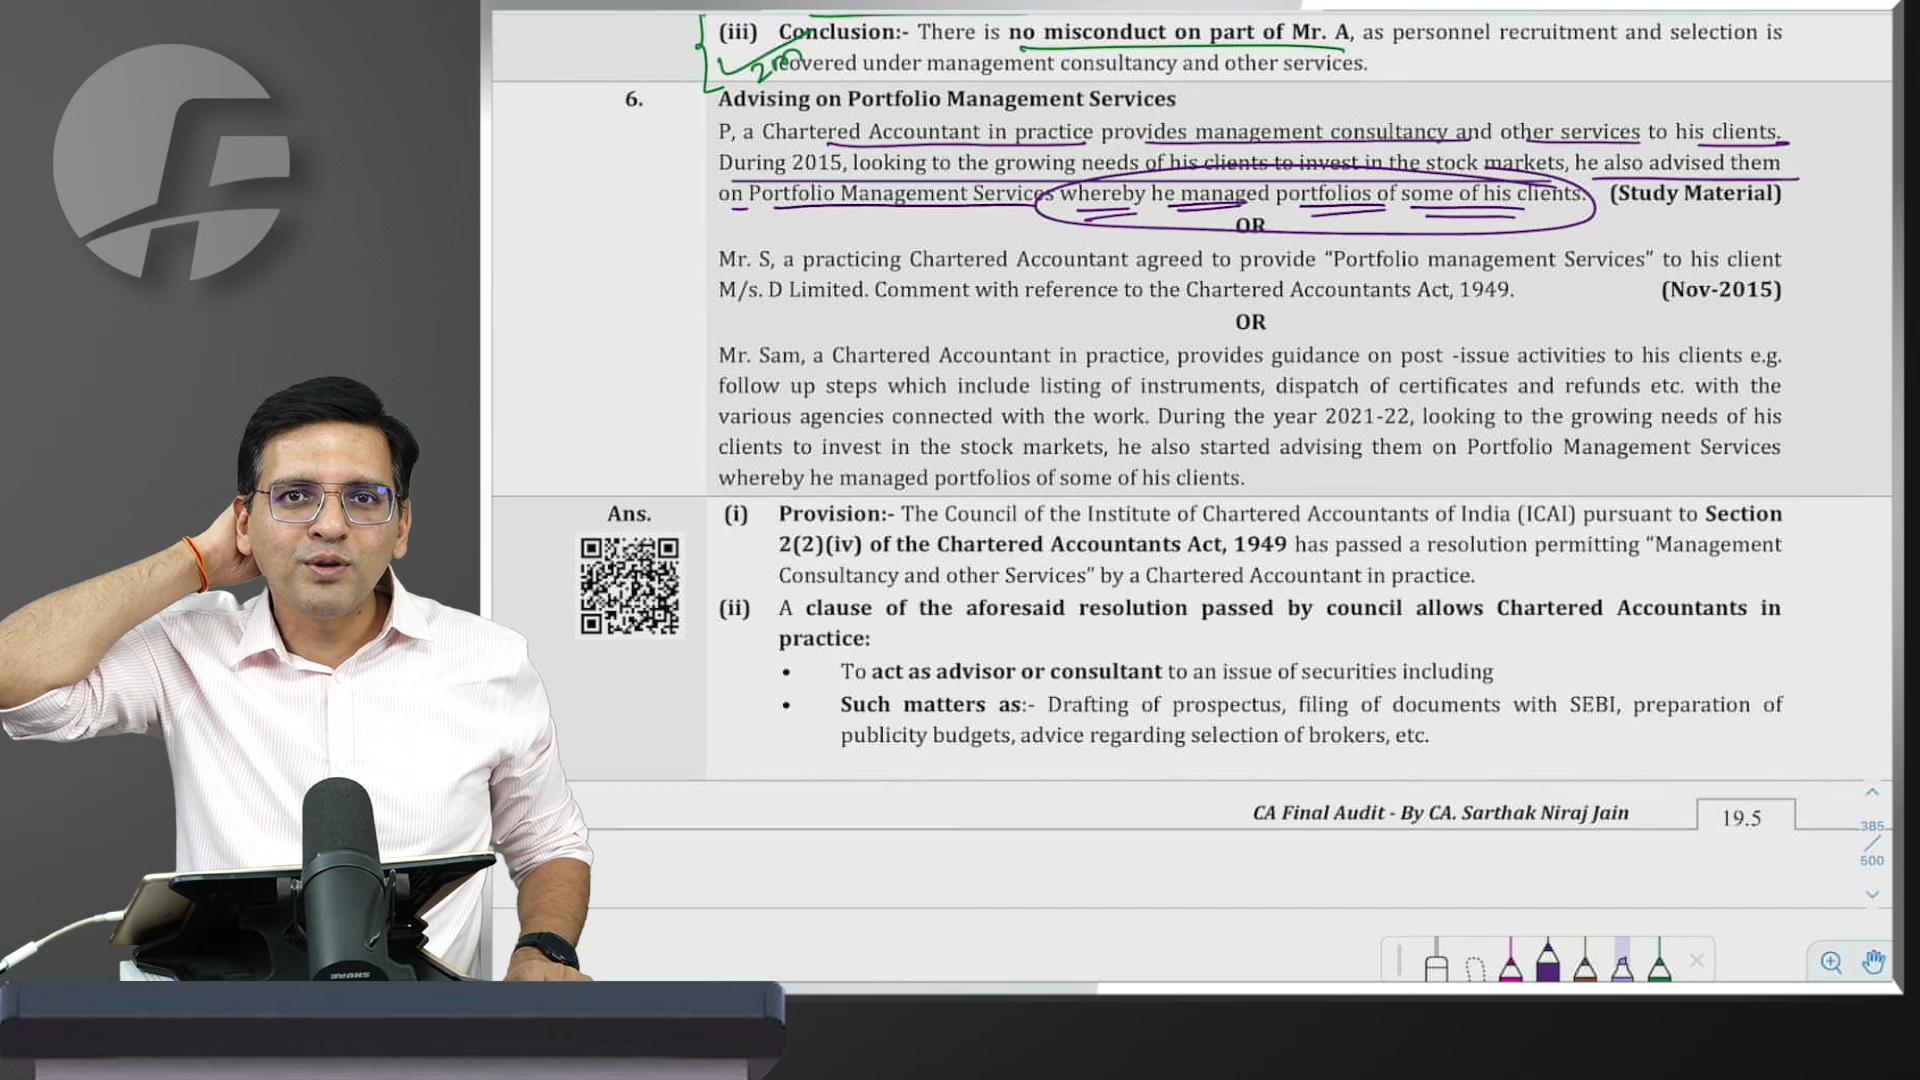 (iii) Conclusion:- There is no misconduct on part of Mr. A, as personnel recruitment and selection is
covered under management consultancy and other services.
6. Advising on Portfolio Management Services
P, a Chartered Accountant in practice provides management consultancy and other services to his clients.
During 2015, looking to the growing needs of his clients to invest in the stock markets, he also advised them
on Portfolio Management Services whereby he managed portfolios of some of his clients. (Study Material)
OR
Mr. S, a practicing Chartered Accountant agreed to provide “Portfolio management Services” to his client
M/s. D Limited. Comment with reference to the Chartered Accountants Act, 1949. (Nov-2015)
OR
Mr. Sam, a Chartered Accountant in practice, provides guidance on post -issue activities to his clients e.g.
follow up steps which include listing of instruments, dispatch of certificates and refunds etc. with the
various agencies connected with the work. During the year 2021-22, looking to the growing needs of his
clients to invest in the stock markets, he also started advising them on Portfolio Management Services
whereby he managed portfolios of some of his clients.
Ans. (i) Provision:- The Council of the Institute of Chartered Accountants of India (ICAI) pursuant to Section
2(2)(iv) of the Chartered Accountants Act, 1949 has passed a resolution permitting “Management
Consultancy and other Services” by a Chartered Accountant in practice.
(ii) A clause of the aforesaid resolution passed by council allows Chartered Accountants in
practice:
• To act as advisor or consultant to an issue of securities including
• Such matters as:- Drafting of prospectus, filing of documents with SEBI, preparation of
publicity budgets, advice regarding selection of brokers, etc.
CA Final Audit - By CA. Sarthak Niraj Jain 19.5
385
500
SHURE